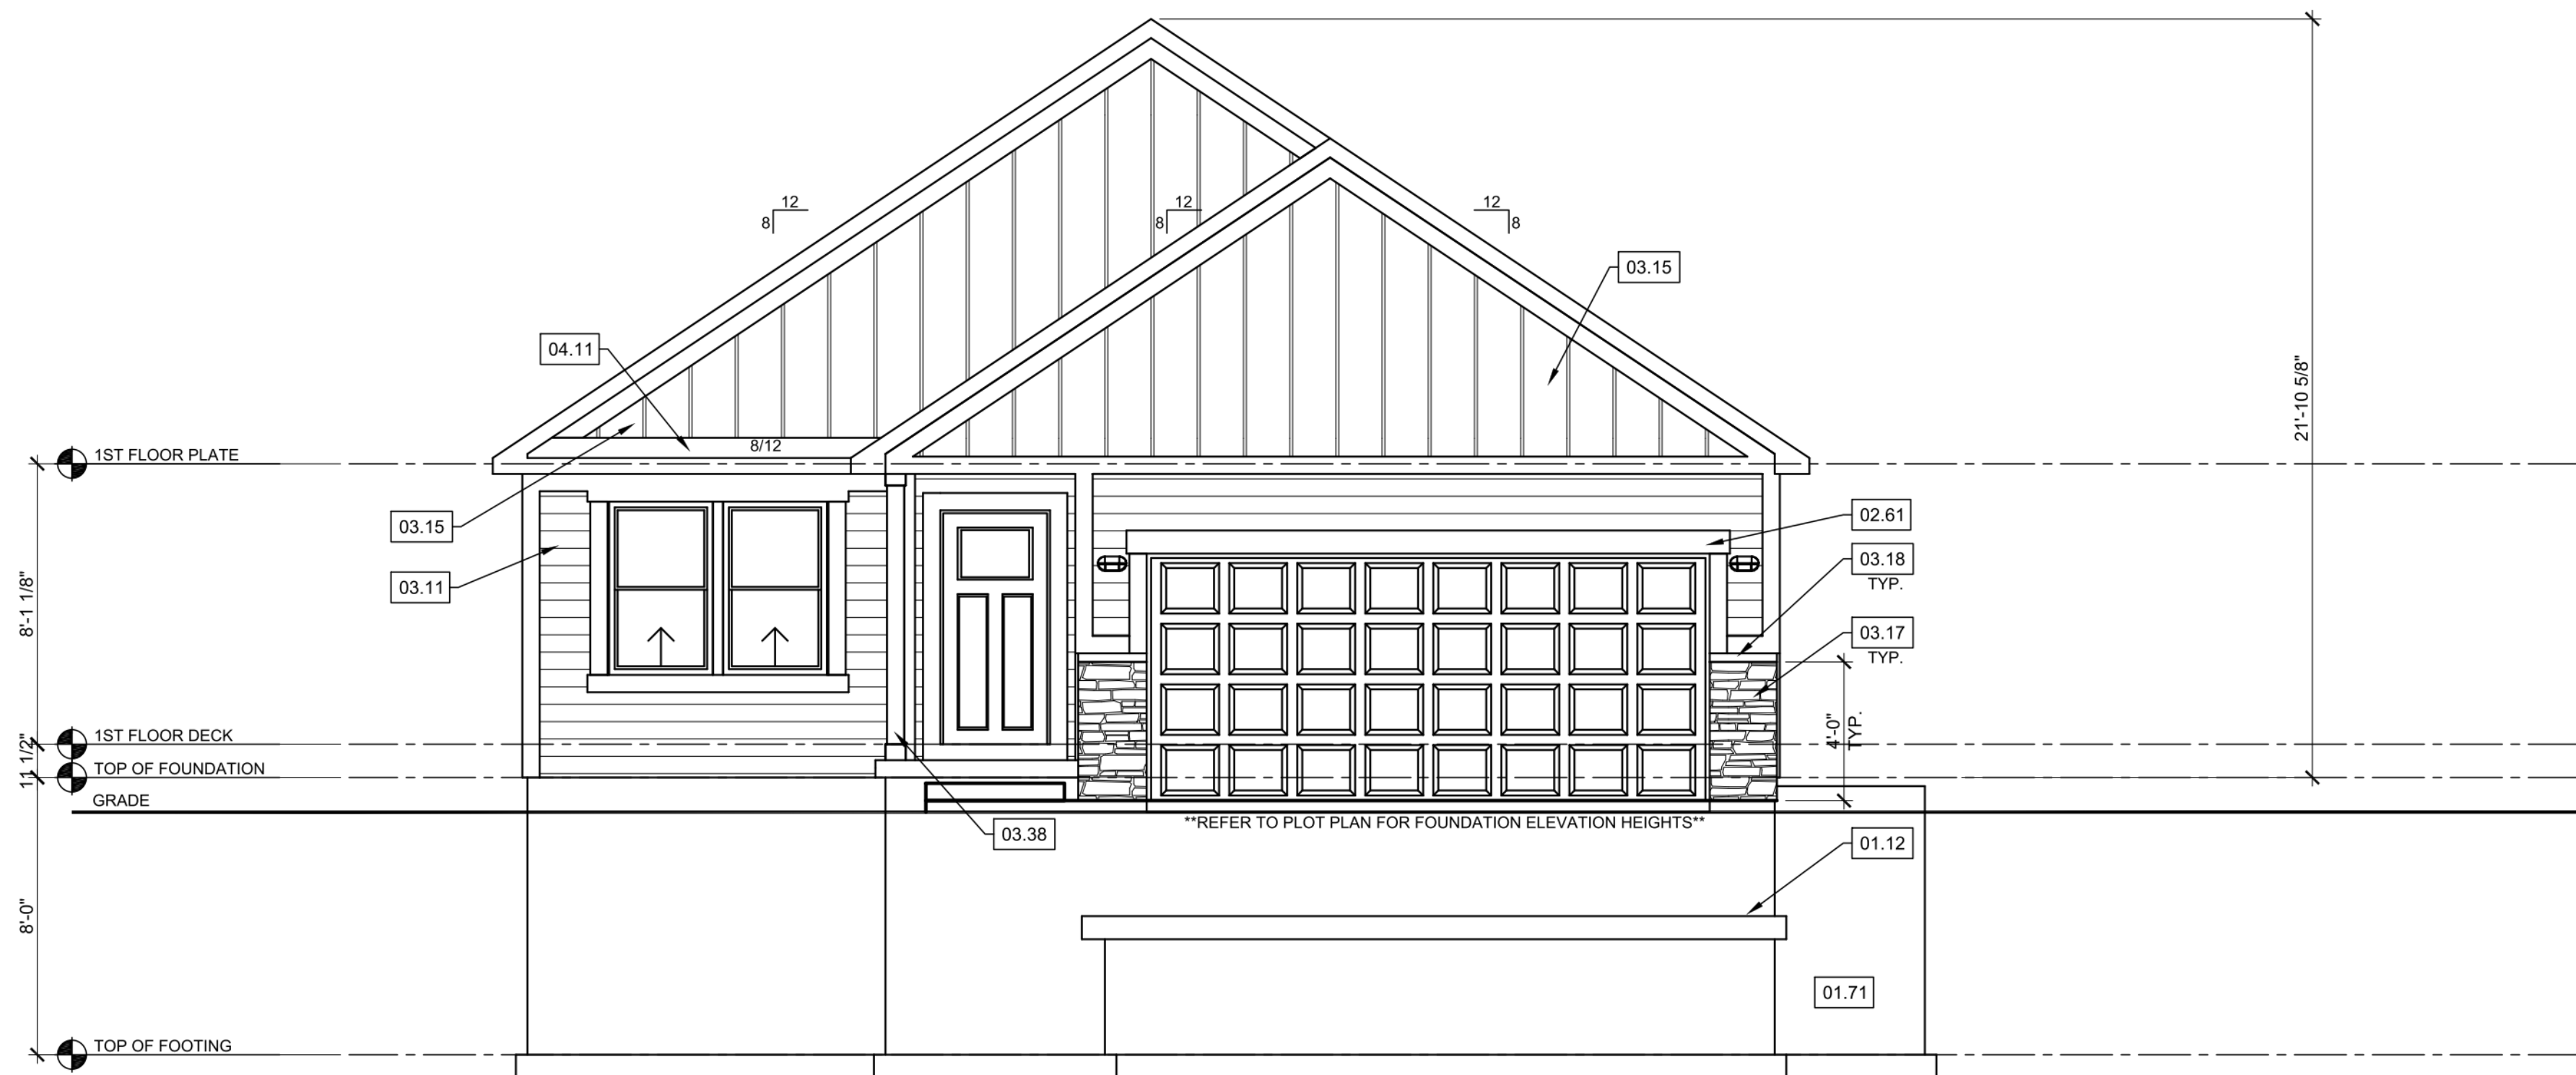 12
8
12
8
12
8
03.15
04.11
21'-10 5/8"
8/12
1ST FLOOR PLATE
03.15
02.61
03.18
TYP.
03.11
8'-1 1/8"
03.17
TYP.
4'-0"
TYP.
1ST FLOOR DECK
11 1/2"
TOP OF FOUNDATION
GRADE
**REFER TO PLOT PLAN FOR FOUNDATION ELEVATION HEIGHTS**
03.38
01.12
8'-0"
01.71
TOP OF FOOTING